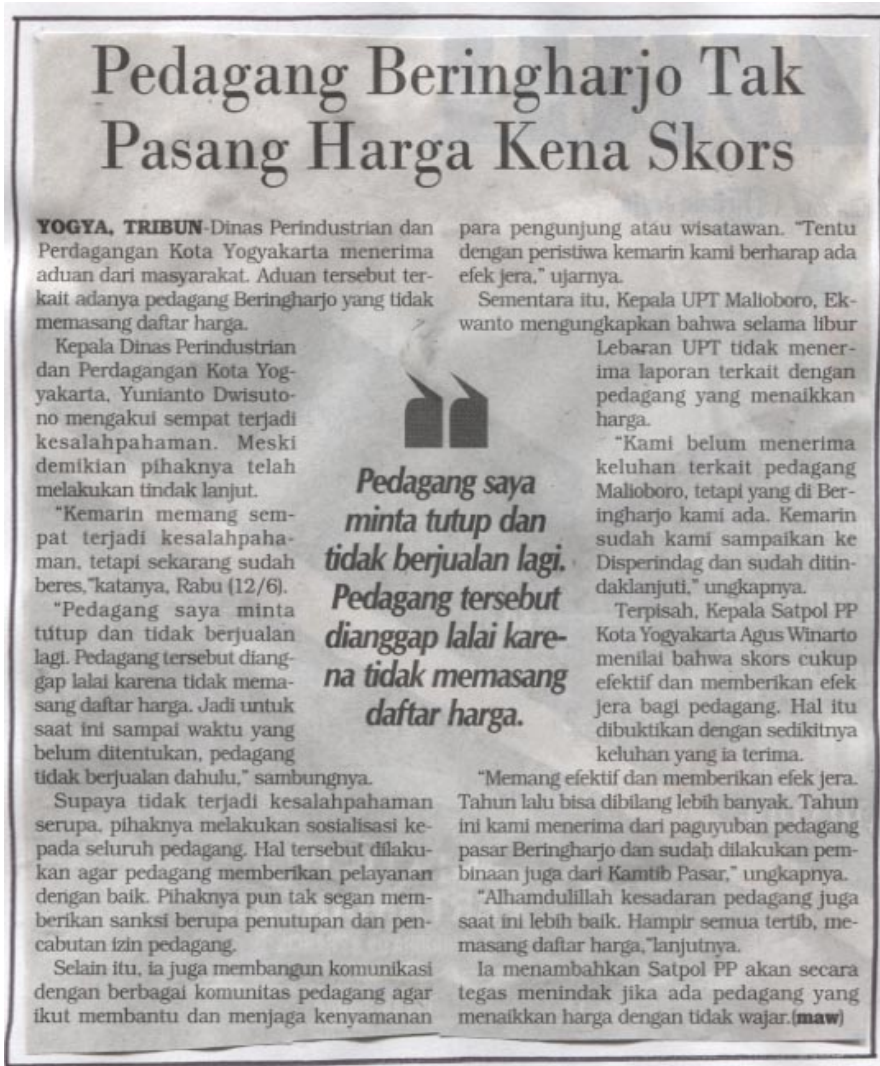 Pedagang Beringharjo Tak
Pasang Harga Kena Skors
YOGYA, TRIBUN-Dinas Perindustrian dan
Perdagangan Kota Yogyakarta menerima
aduan dari masyarakat. Aduan tersebut ter-
kait adanya pedagang Beringharjo yang tidak
memasang daftar harga.
Kepala Dinas Perindustrian
dan Perdagangan Kota Yog-
yakarta, Yunianto Dwisuto-
no mengakui sempat terjadi
kesalahpahaman. Meski
demikian pihaknya telah
melakukan tindak lanjut.
"Kemarin memang sem-
pat terjadi kesalahpaha-
man, tetapi sekarang sudah
beres,"katanya, Rabu (12/6).
"Pedagang saya minta
tutup dan tidak berjualan
lagi. Pedagang tersebut diang-
gap lalai karena tidak mema-
sang daftar harga. Jadi untuk
saat ini sampai waktu yang
belum ditentukan, pedagang
tidak berjualan dahulu," sambungnya.
Supaya tidak terjadi kesalahpahaman
serupa, pihaknya melakukan sosialisasi ke-
pada seluruh pedagang. Hal tersebut dilaku-
kan agar pedagang memberikan pelayanan
dengan baik. Pihaknya pun tak segan mem-
berikan sanksi berupa penutupan dan pen-
cabutan izin pedagang.
Selain itu, ia juga membangun komunikasi
dengan berbagai komunitas pedagang agar
ikut membantu dan menjaga kenyamanan
Pedagang saya
minta tutup dan
tidak berjualan lagi.
Pedagang tersebut
dianggap lalai kare-
na tidak memasang
daftar harga.
para pengunjung atau wisatawan. "Tentu
dengan peristiwa kemarin kami berharap ada
efek jera," ujarnya.
Sementara itu, Kepala UPT Malioboro, Ek-
wanto mengungkapkan bahwa selama libur
Lebaran UPT tidak mener-
ima laporan terkait dengan
pedagang yang menaikkan
harga.
"Kami belum menerima
keluhan terkait pedagang
Malioboro, tetapi yang di Ber-
ingharjo kami ada. Kemarin
sudah kami sampaikan ke
Disperindag dan sudah ditin-
daklanjuti," ungkapnya.
Terpisah, Kepala Satpol PP
Kota Yogyakarta Agus Winarto
menilai bahwa skors cukup
efektif dan memberikan efek
jera bagi pedagang. Hal itu
dibuktikan dengan sedikitnya
keluhan yang ia terima.
"Memang efektif dan memberikan efek jera.
Tahun lalu bisa dibilang lebih banyak. Tahun
ini kami menerima dari paguyuban pedagang
pasar Beringharjo dan sudah dilakukan pem-
binaan juga dari Kamtib Pasar," ungkapnya.
"Alhamdulillah kesadaran pedagang juga
saat ini lebih baik. Hampir semua tertib, me-
masang daftar harga,"lanjutnya.
Ia menambahkan Satpol PP akan secara
tegas menindak jika ada pedagang yang
menaikkan harga dengan tidak wajar.(maw)